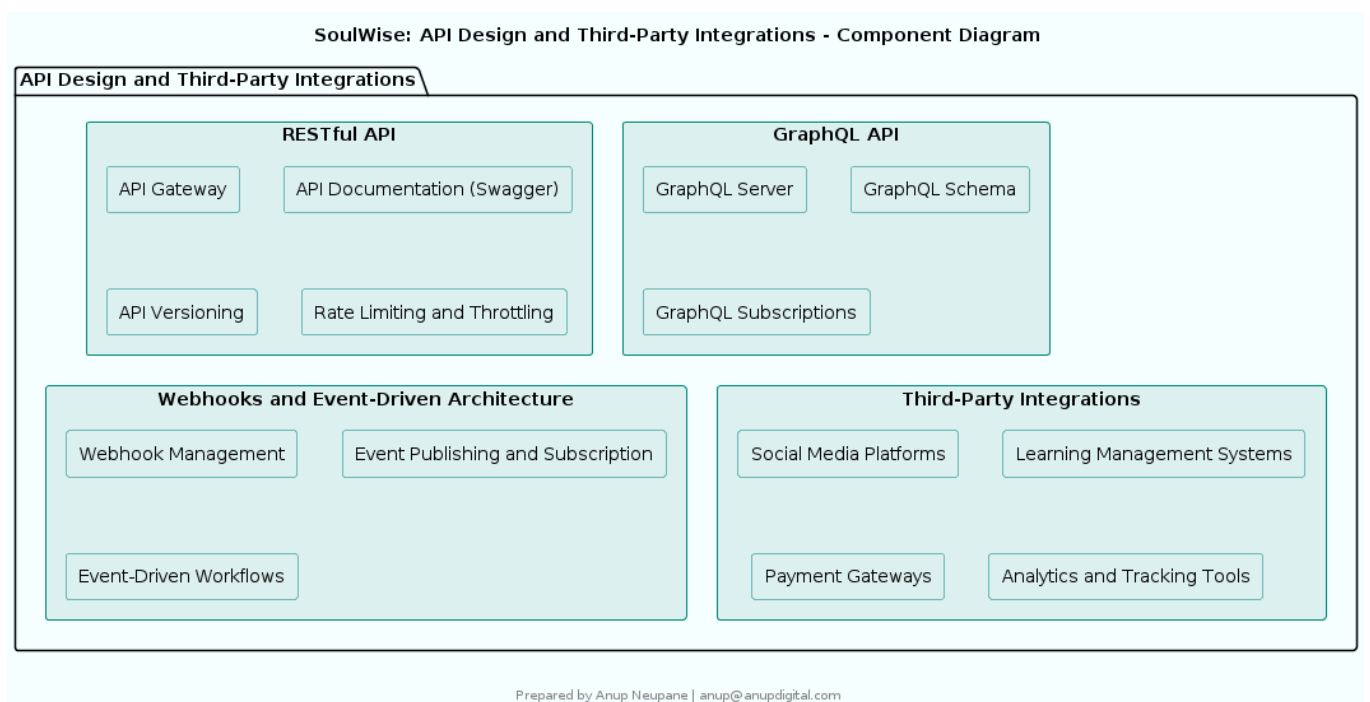 SoulWise: API Design and Third-Party Integrations - Component Diagram
API Design and Third-Party Integrations
RESTful API
API Gateway
API Documentation (Swagger)
API Versioning
Rate Limiting and Throttling
GraphQL API
GraphQL Server
GraphQL Schema
GraphQL Subscriptions
Webhooks and Event-Driven Architecture
Webhook Management
Event Publishing and Subscription
Event-Driven Workflows
Third-Party Integrations
Social Media Platforms
Learning Management Systems
Payment Gateways
Analytics and Tracking Tools
Prepared by Anup Neupane | anup@anupdigital.com